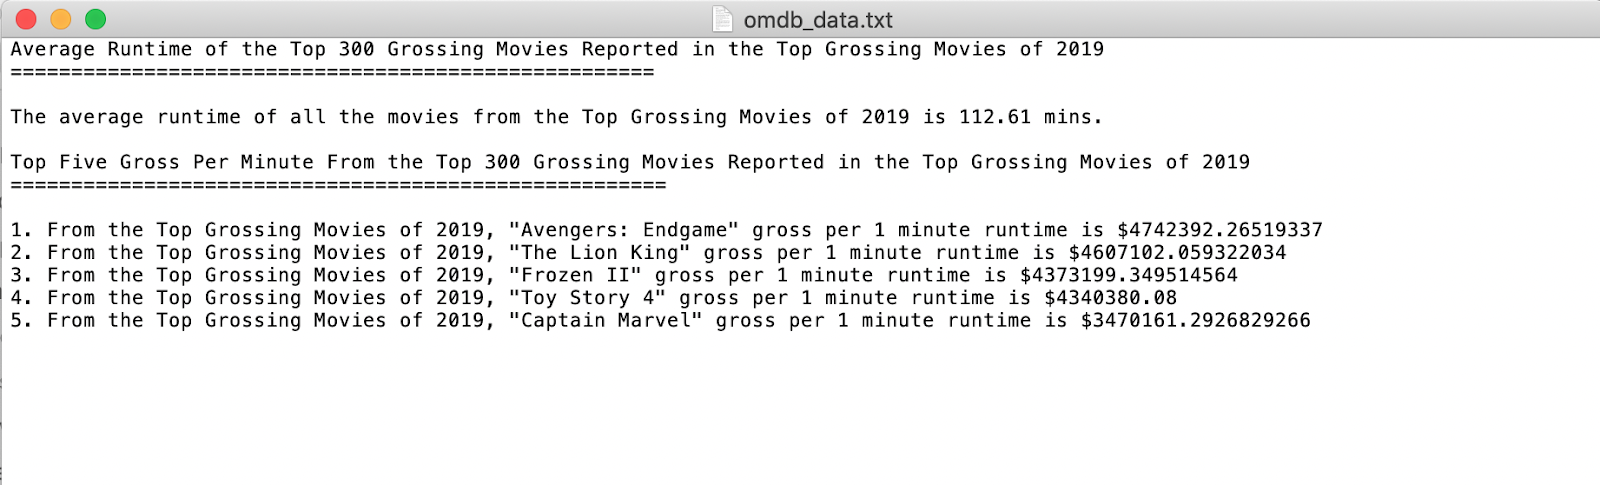 omdb_data.txt
Average Runtime of the Top 300 Grossing Movies Reported in the Top Grossing Movies of 2019
=====================================================
The average runtime of all the movies from the Top Grossing Movies of 2019 is 112.61 mins.
Top Five Gross Per Minute From the Top 300 Grossing Movies Reported in the Top Grossing Movies of 2019
======================================================
1. From the Top Grossing Movies of 2019, "Avengers: Endgame" gross per 1 minute runtime is $4742392.26519337
2. From the Top Grossing Movies of 2019, "The Lion King" gross per 1 minute runtime is $4607102.059322034
3. From the Top Grossing Movies of 2019, "Frozen II" gross per 1 minute runtime is $4373199.349514564
4. From the Top Grossing Movies of 2019, "Toy Story 4" gross per 1 minute runtime is $4340380.08
5. From the Top Grossing Movies of 2019, "Captain Marvel" gross per 1 minute runtime is $3470161.2926829266